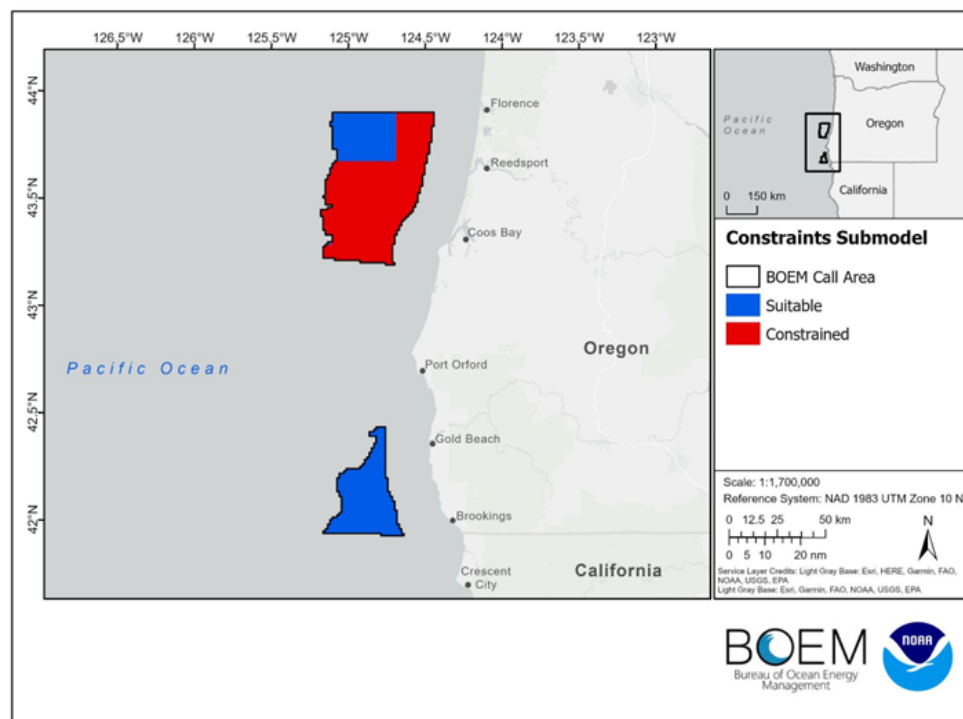 126.5°W 126°W 125.5°W 125°W 124.5°W 124°W 123.5°W 123°W
44°N
43.5°N
43°N
42.5°N
42°N
Florence
Reedsport
Coos Bay
Oregon
Port Orford
Pacific Ocean
Gold Beach
Brookings
California
Crescent
City
Washington
Pacific
Ocean
Oregon
California
0 150 km
Constraints Submodel
BOEM Call Area
Suitable
Constrained
Scale: 1:1,700,000
Reference System: NAD 1983 UTM Zone 10 N
0 12.5 25 50 km
0 5 10 20 nm
N
Service Layer Credits: Light Gray Base: Esri, HERE, Garmin, FAO,
NOAA, USGS, EPA
Light Gray Base: Esri, Garmin, FAO, NOAA, USGS, EPA
BOEM
Bureau of Ocean Energy
Management
NOAA